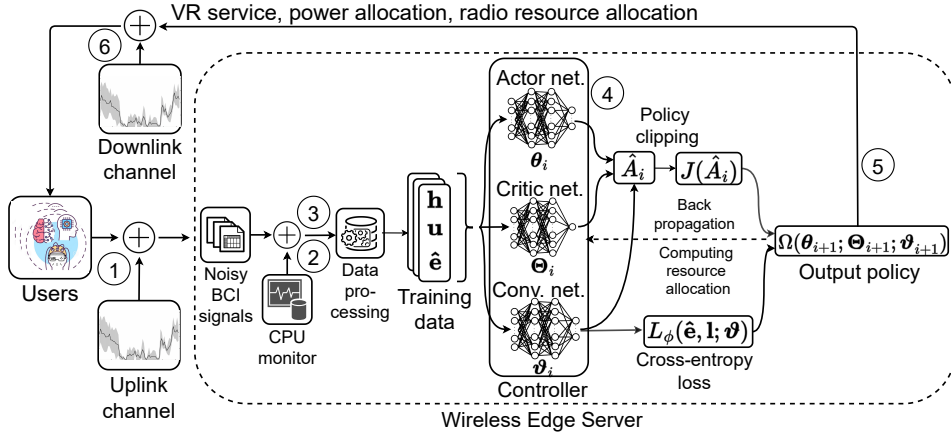 VR service, power allocation, radio resource allocation
6
Downlink
channel
Users
1
Uplink
channel
Noisy
BCI
signals
3
2
CPU
monitor
Data
pro-
cessing
h
u
ê
Training
data
Actor net.
θ_i
Critic net.
Θ_i
Conv. net.
ϑ_i
Controller
4
Policy
clipping
Â_i
J(Â_i)
Back
propagation
Computing
resource
allocation
L_ϕ(ê, l; ϑ)
Cross-entropy
loss
5
Ω(θ_{i+1}; Θ_{i+1}; ϑ_{i+1})
Output policy
Wireless Edge Server